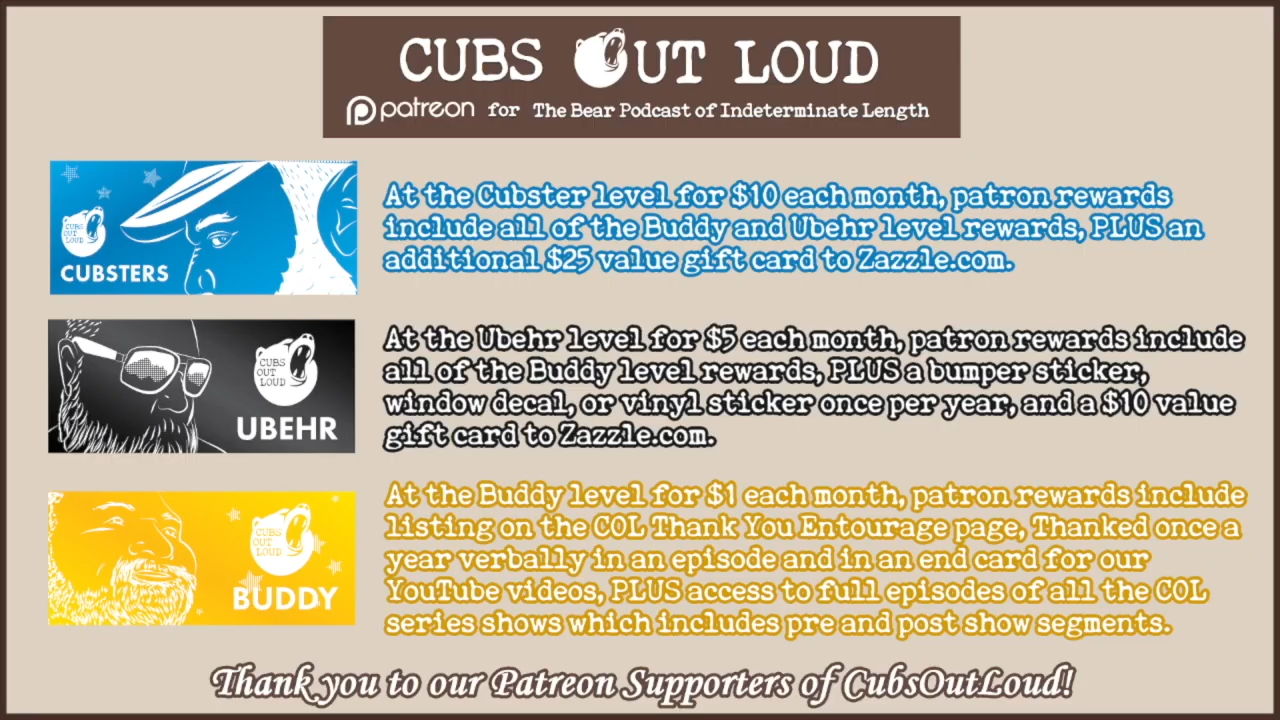 CUBS OUT LOUD
patreon for The Bear Podcast of Indeterminate Length
CUBS
OUT
LOUD
CUBSTERS
At the Cubster level for $10 each month, patron rewards
include all of the Buddy and Ubehr level rewards, PLUS an
additional $25 value gift card to Zazzle.com.
CUBS
OUT
LOUD
UBEHR
At the Ubehr level for $5 each month, patron rewards include
all of the Buddy level rewards, PLUS a bumper sticker,
window decal, or vinyl sticker once per year, and a $10 value
gift card to Zazzle.com.
CUBS
OUT
LOUD
BUDDY
At the Buddy level for $1 each month, patron rewards include
listing on the COL Thank You Entourage page, Thanked once a
year verbally in an episode and in an end card for our
YouTube videos, PLUS access to full episodes of all the COL
series shows which includes pre and post show segments.
Thank you to our Patreon Supporters of CubsOutLoud!